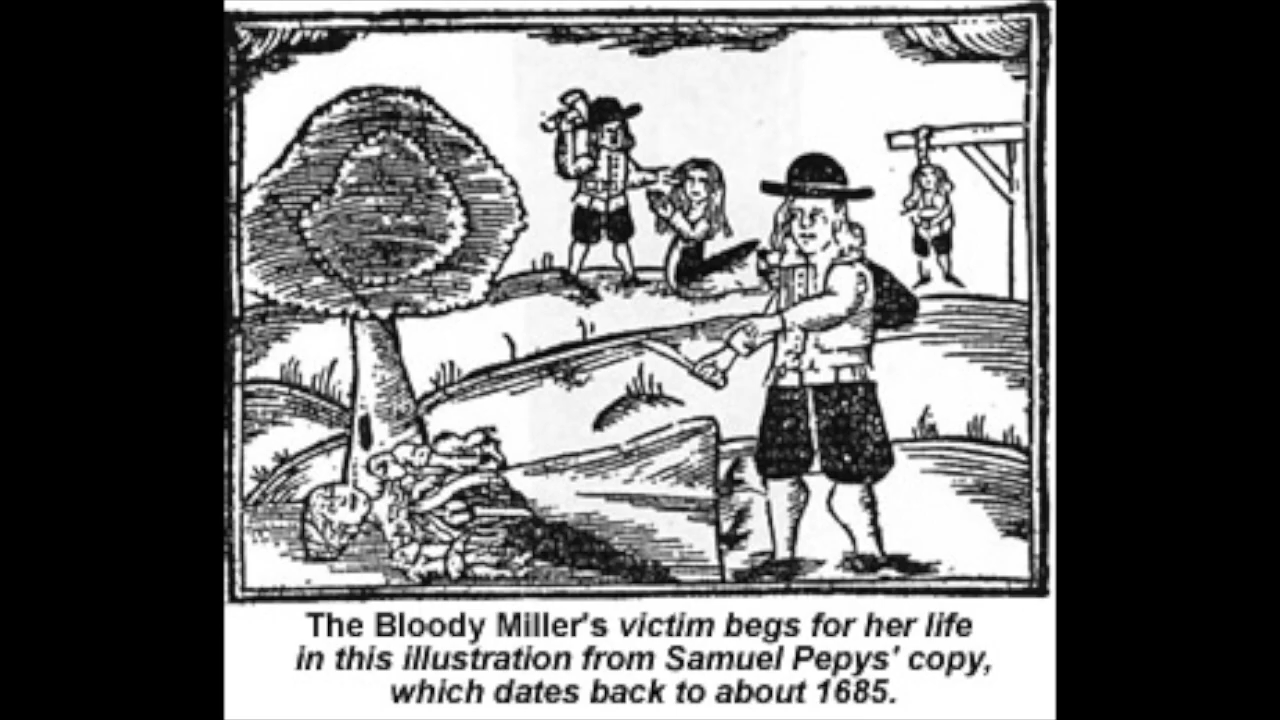 The Bloody Miller's victim begs for her life
in this illustration from Samuel Pepys' copy,
which dates back to about 1685.